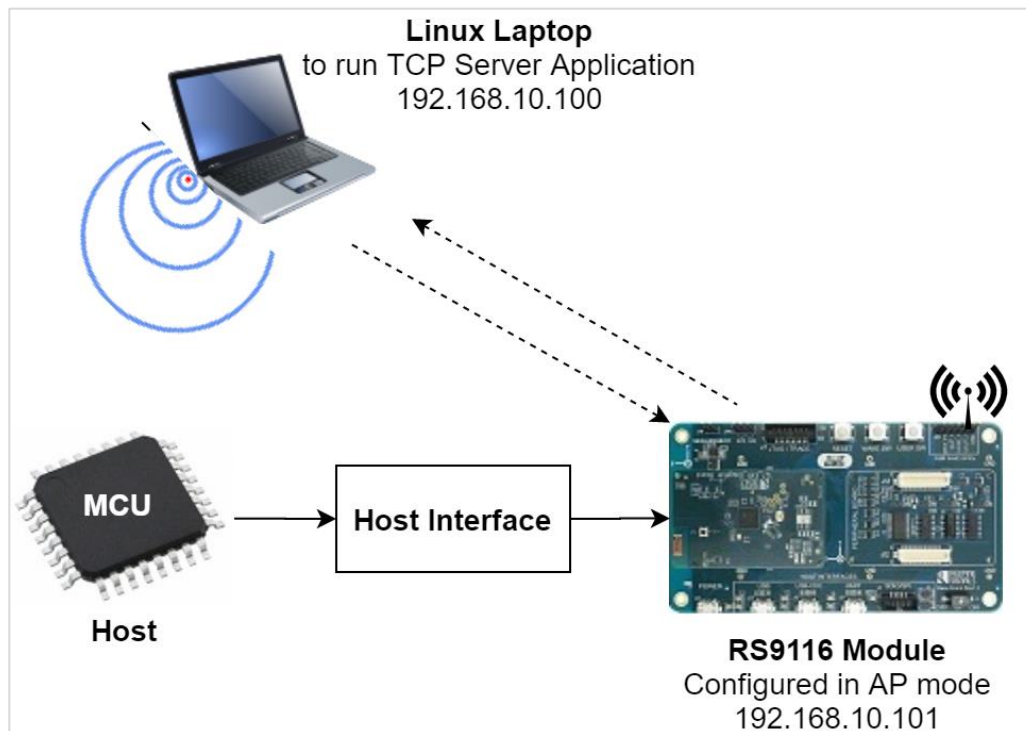 Linux Laptop
to run TCP Server Application
192.168.10.100
MCU
Host Interface
Host
RS9116 Module
Configured in AP mode
192.168.10.101